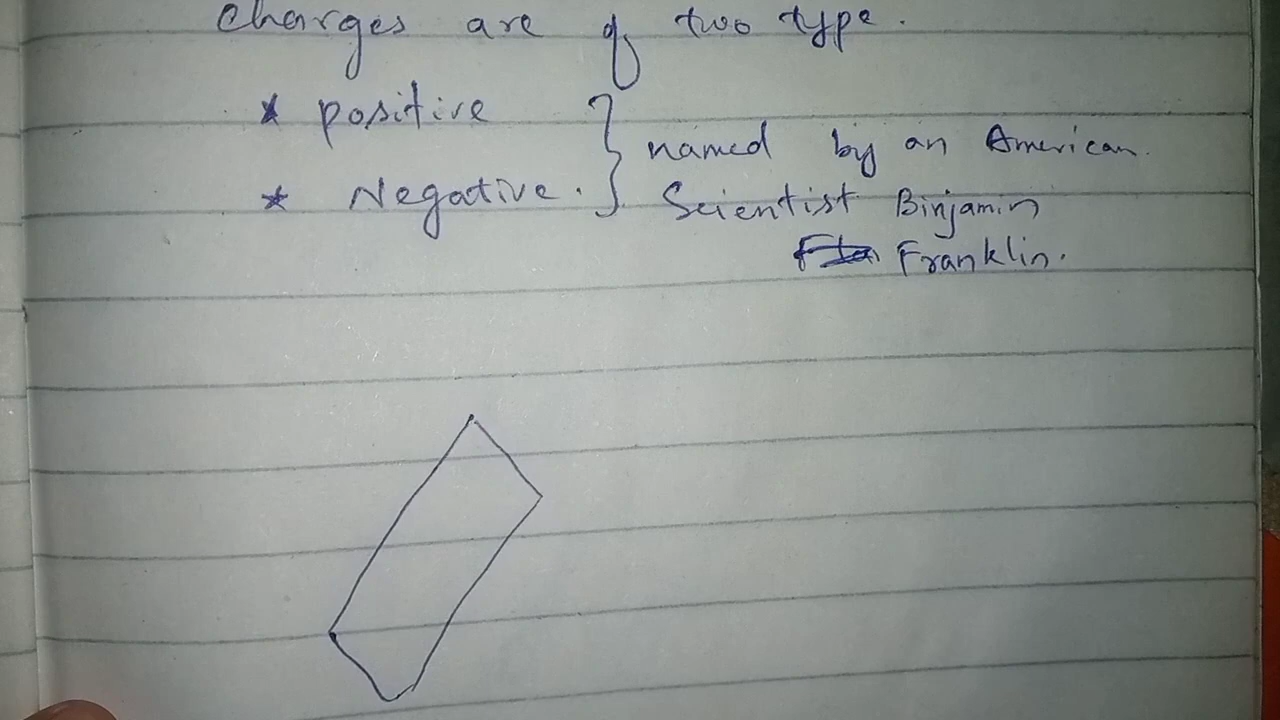 charges are of two type.
* positive
named by an American.
* Negative.
Scientist Binjamin
Franklin.